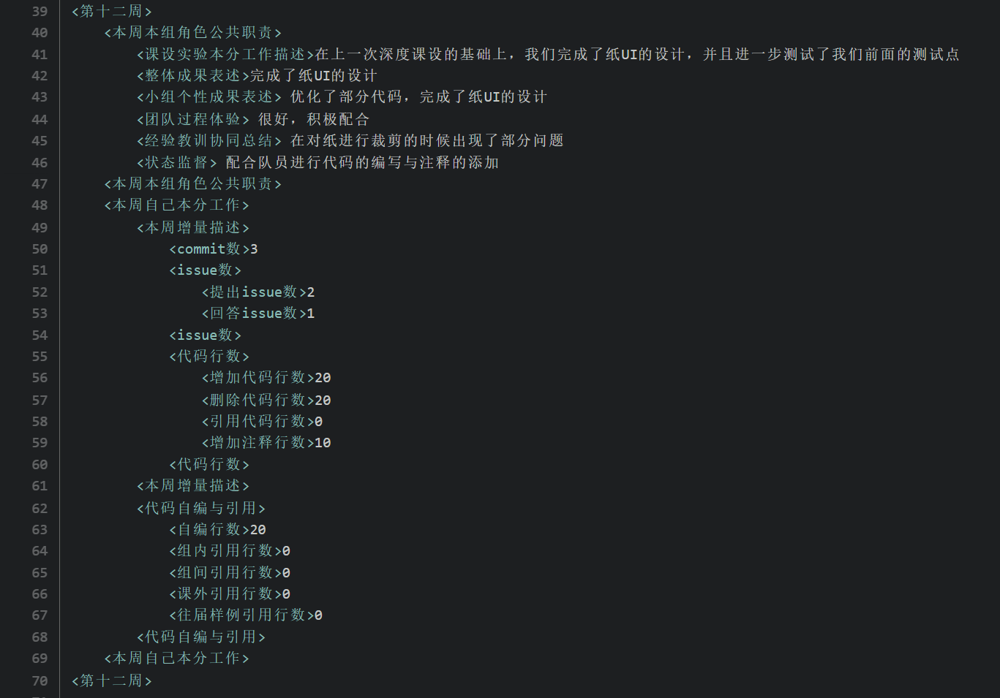 39 <第十二周>
40 <本周本组角色公共职责>
41 <课设实验本分工作描述>在上一次深度课设的基础上，我们完成了纸UI的设计，并且进一步测试了我们前面的测试点
42 <整体成果表述>完成了纸UI的设计
43 <小组个性成果表述> 优化了部分代码，完成了纸UI的设计
44 <团队过程体验> 很好，积极配合
45 <经验教训协同总结> 在对纸进行裁剪的时候出现了部分问题
46 <状态监督> 配合队员进行代码的编写与注释的添加
47 <本周本组角色公共职责>
48 <本周自己本分工作>
49 <本周增量描述>
50 <commit数>3
51 <issue数>
52 <提出issue数>2
53 <回答issue数>1
54 <issue数>
55 <代码行数>
56 <增加代码行数>20
57 <删除代码行数>20
58 <引用代码行数>0
59 <增加注释行数>10
60 <代码行数>
61 <本周增量描述>
62 <代码自编与引用>
63 <自编行数>20
64 <组内引用行数>0
65 <组间引用行数>0
66 <课外引用行数>0
67 <往届样例引用行数>0
68 <代码自编与引用>
69 <本周自己本分工作>
70 <第十二周>